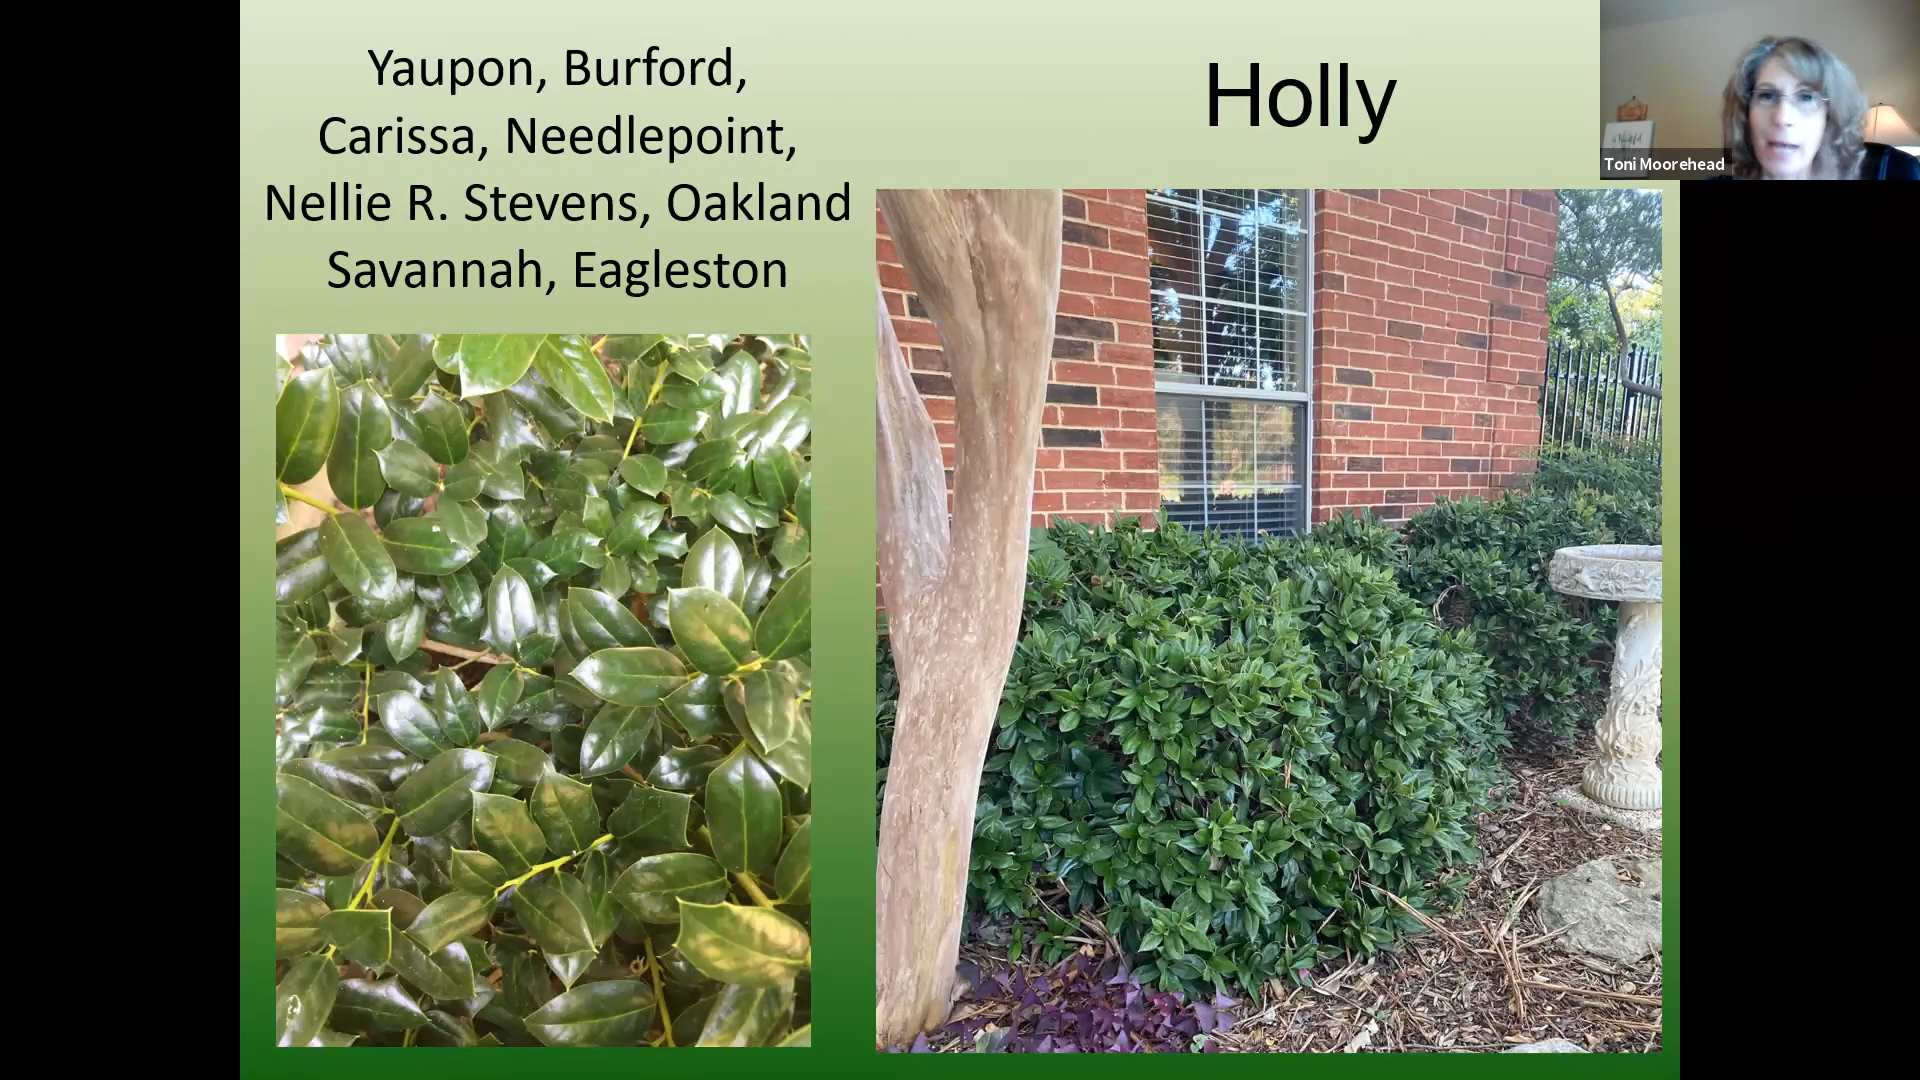 Yaupon, Burford,
Carissa, Needlepoint,
Nellie R. Stevens, Oakland
Savannah, Eagleston
Holly
Toni Moorehead